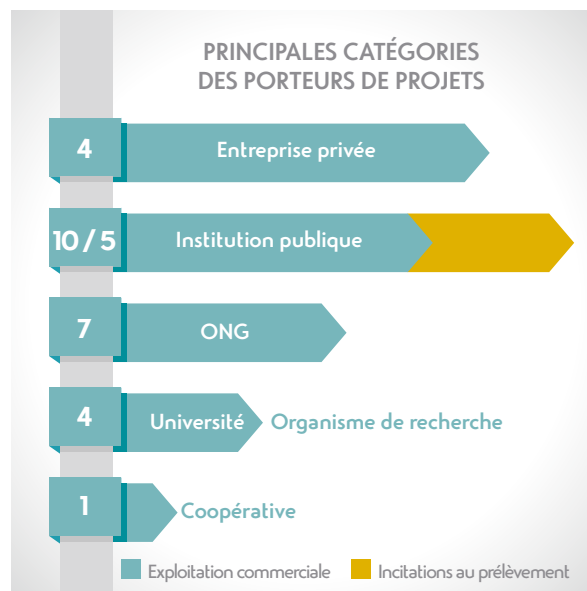 PRINCIPALES CATÉGORIES
DES PORTEURS DE PROJETS
4 Entreprise privée
10 / 5 Institution publique
7 ONG
4 Université Organisme de recherche
1 Coopérative
Exploitation commerciale Incitations au prélèvement